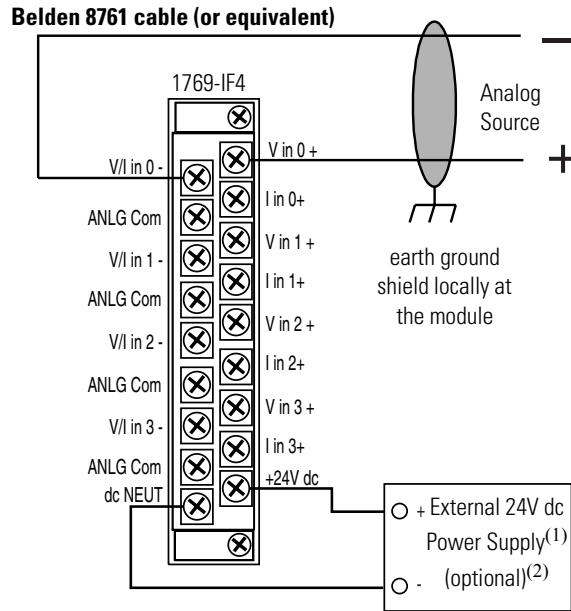 Belden 8761 cable (or equivalent)
1769-IF4
−
Analog
Source
+
V/I in 0 -
V in 0 +
I in 0+
ANLG Com
V in 1 +
V/I in 1 -
I in 1+
ANLG Com
V in 2 +
V/I in 2 -
I in 2+
ANLG Com
V in 3 +
V/I in 3 -
I in 3+
ANLG Com
+24V dc
dc NEUT
earth ground
shield locally at
the module
+ External 24V dc
Power Supply(1)
- (optional)(2)